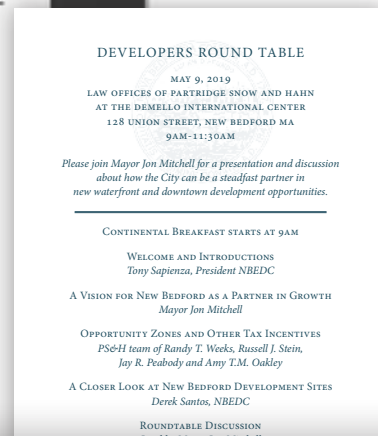 DEVELOPERS ROUND TABLE
MAY 9, 2019
LAW OFFICES OF PARTRIDGE SNOW AND HAHN
AT THE DEMELLO INTERNATIONAL CENTER
128 UNION STREET, NEW BEDFORD MA
9AM-11:30AM
Please join Mayor Jon Mitchell for a presentation and discussion
about how the City can be a steadfast partner in
new waterfront and downtown development opportunities.
CONTINENTAL BREAKFAST STARTS AT 9AM
WELCOME AND INTRODUCTIONS
Tony Sapienza, President NBEDC
A VISION FOR NEW BEDFORD AS A PARTNER IN GROWTH
Mayor Jon Mitchell
OPPORTUNITY ZONES AND OTHER TAX INCENTIVES
PS&H team of Randy T. Weeks, Russell J. Stein,
Jay R. Peabody and Amy T.M. Oakley
A CLOSER LOOK AT NEW BEDFORD DEVELOPMENT SITES
Derek Santos, NBEDC
ROUNDTABLE DISCUSSION